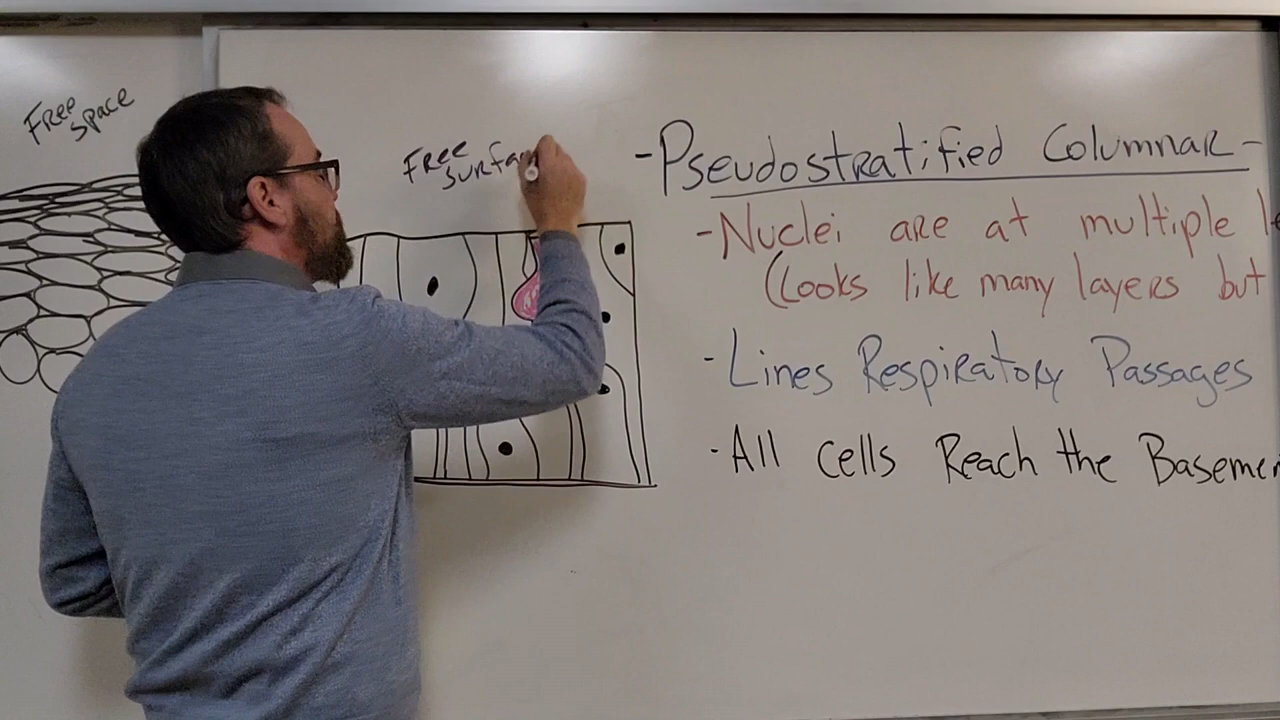 Free
space
Free
surfa
-Pseudostratified Columnar-
-Nuclei are at multiple
(Looks like many layers but
-Lines Respiratory Passages
-All cells Reach the Baseme